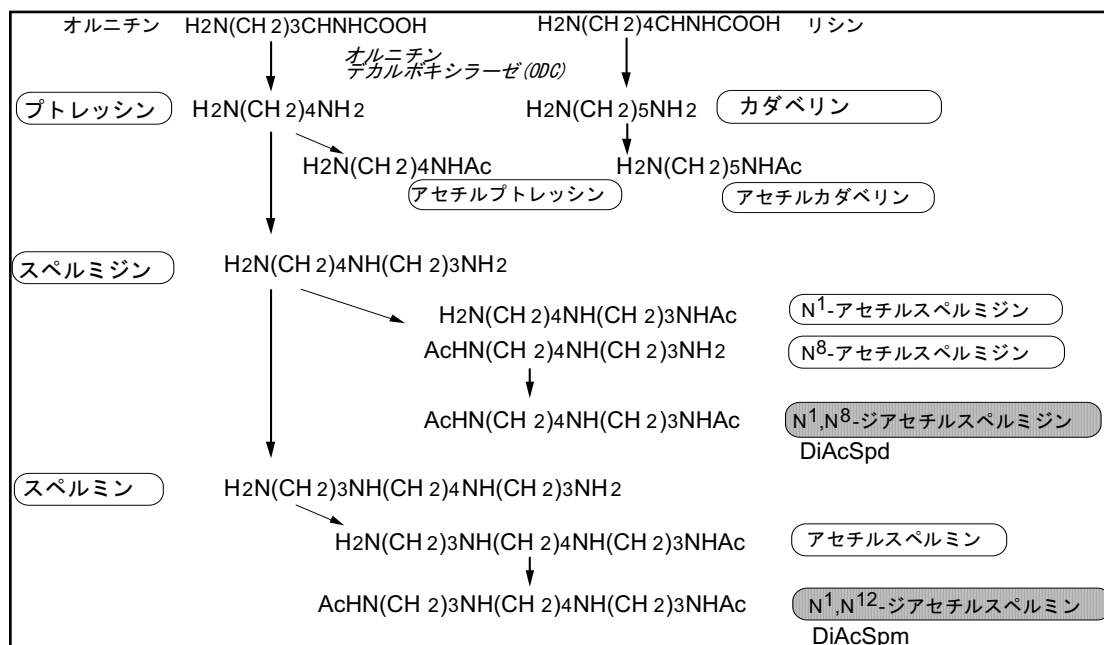 オルニチン H2N(CH2)3CHNHCOOH H2N(CH2)4CHNHCOOH リシン
オルニチン
デカルボキシラーゼ(ODC)
プトレッシン H2N(CH2)4NH2 H2N(CH2)5NH2 カダベリン
H2N(CH2)4NHAc H2N(CH2)5NHAc
アセチルプトレッシン アセチルカダベリン
スペルミジン H2N(CH2)4NH(CH2)3NH2
H2N(CH2)4NH(CH2)3NHAc N1-アセチルスペルミジン
AcHN(CH2)4NH(CH2)3NH2 N8-アセチルスペルミジン
AcHN(CH2)4NH(CH2)3NHAc N1,N8-ジアセチルスペルミジン
DiAcSpd
スペルミン H2N(CH2)3NH(CH2)4NH(CH2)3NH2
H2N(CH2)3NH(CH2)4NH(CH2)3NHAc アセチルスペルミン
AcHN(CH2)3NH(CH2)4NH(CH2)3NHAc N1,N12-ジアセチルスペルミン
DiAcSpm